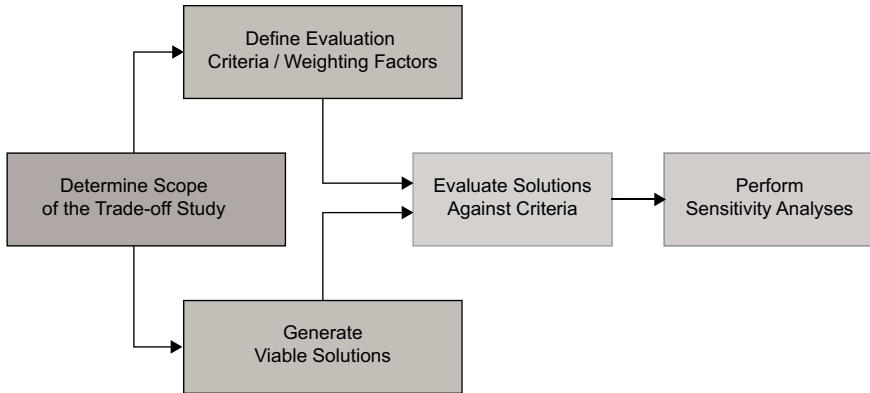 Define Evaluation
Criteria / Weighting Factors
Determine Scope
of the Trade-off Study
Evaluate Solutions
Against Criteria
Perform
Sensitivity Analyses
Generate
Viable Solutions